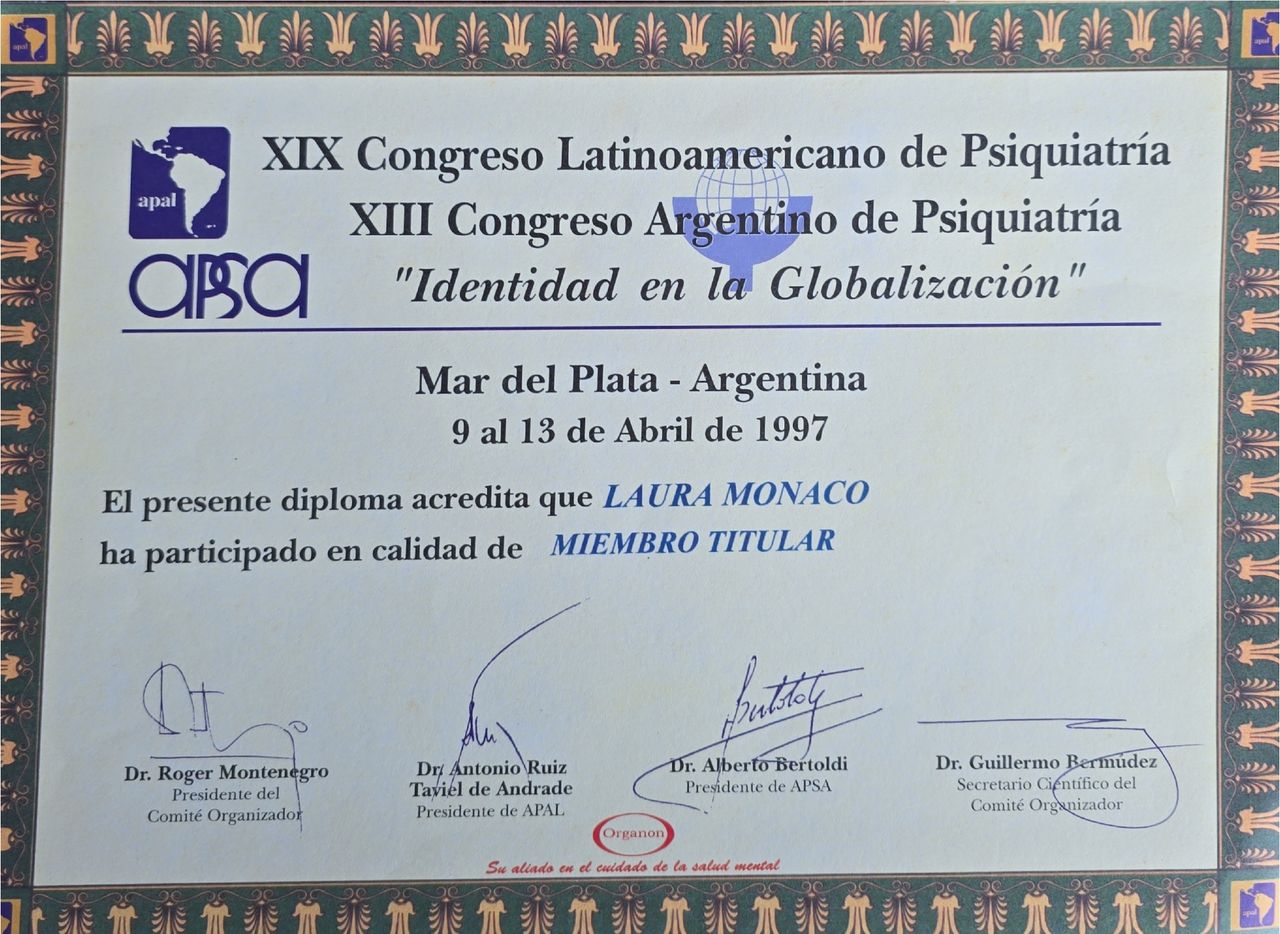 apal
XIX Congreso Latinoamericano de Psiquiatría
XIII Congreso Argentino de Psiquiatría
apsa
"Identidad en la Globalización"
Mar del Plata - Argentina
9 al 13 de Abril de 1997
El presente diploma acredita que LAURA MONACO
ha participado en calidad de MIEMBRO TITULAR
Bertoldi
Dr. Roger Montenegro
Presidente del
Comité Organizador
Dr. Antonio Ruiz
Taviel de Andrade
Presidente de APAL
Dr. Alberto Bertoldi
Presidente de APSA
Dr. Guillermo Bermúdez
Secretario Científico del
Comité Organizador
Organon
Su aliado en el cuidado de la salud mental